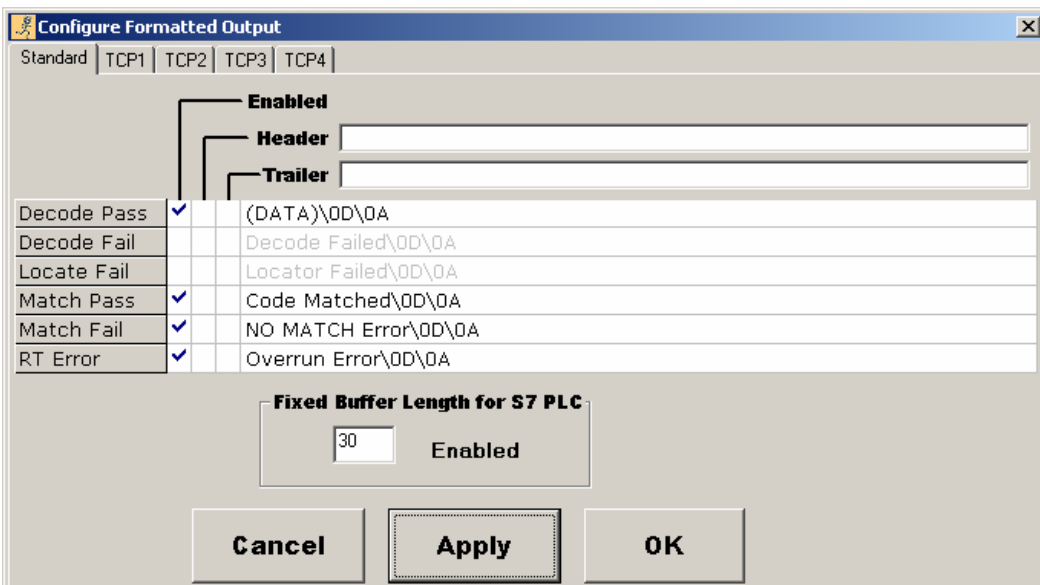 Configure Formatted Output
Standard TCP1 TCP2 TCP3 TCP4
Enabled
Header
Trailer
Decode Pass (DATA)\0D\0A
Decode Fail Decode Failed\0D\0A
Locate Fail Locator Failed\0D\0A
Match Pass Code Matched\0D\0A
Match Fail NO MATCH Error\0D\0A
RT Error Overrun Error\0D\0A
Fixed Buffer Length for S7 PLC
30 Enabled
Cancel Apply OK